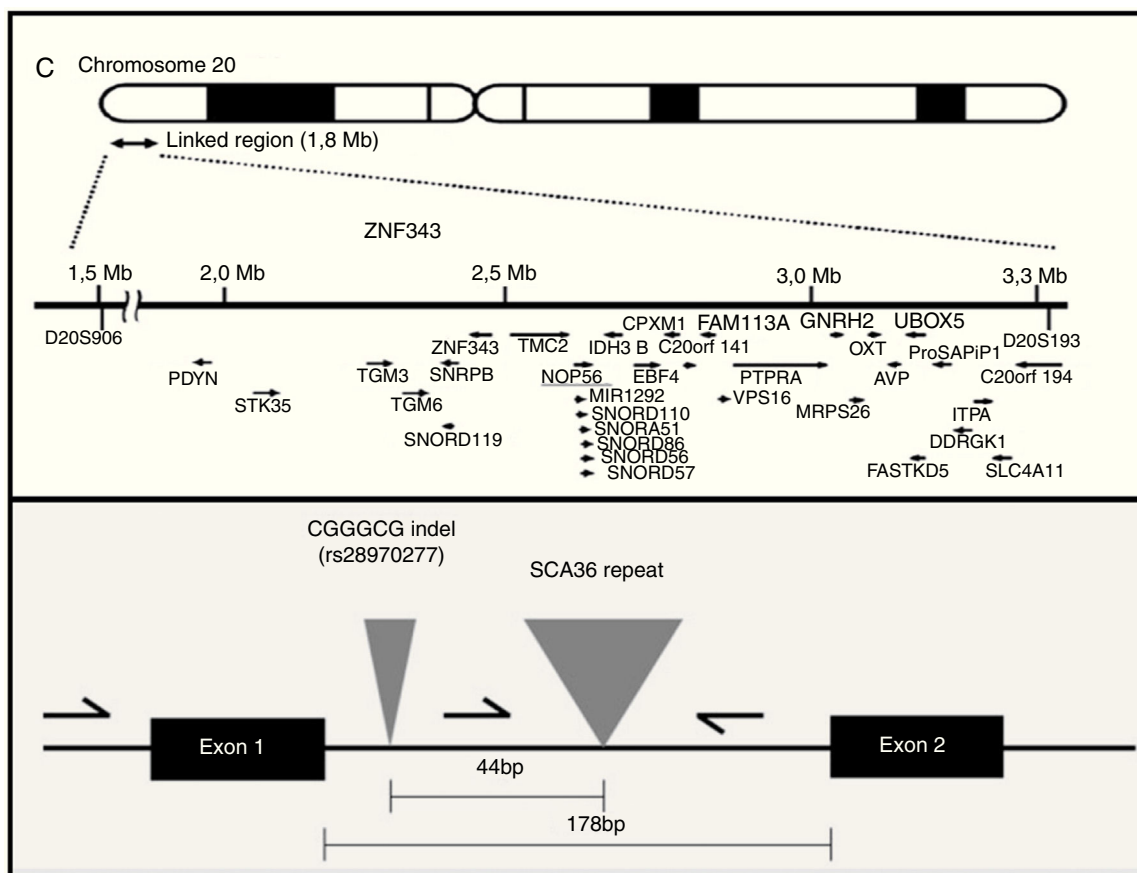 C Chromosome 20
Linked region (1,8 Mb)
ZNF343
1,5 Mb 2,0 Mb 2,5 Mb 3,0 Mb 3,3 Mb
D20S906 CPXM1 FAM113A GNRH2 UBOX5 D20S193
ZNF343 TMC2 IDH3 B C20orf 141 OXT ProSAPiP1
PDYN TGM3 SNRPB NOP56 EBF4 PTPRA AVP C20orf 194
STK35 TGM6 MIR1292 VPS16 MRPS26 ITPA
SNORD110
SNORD119 SNORA51 DDRGK1
SNORD86
SNORD56
SNORD57 FASTKD5 SLC4A11
CGGGCG indel
(rs28970277)
SCA36 repeat
Exon 1 Exon 2
44bp
178bp